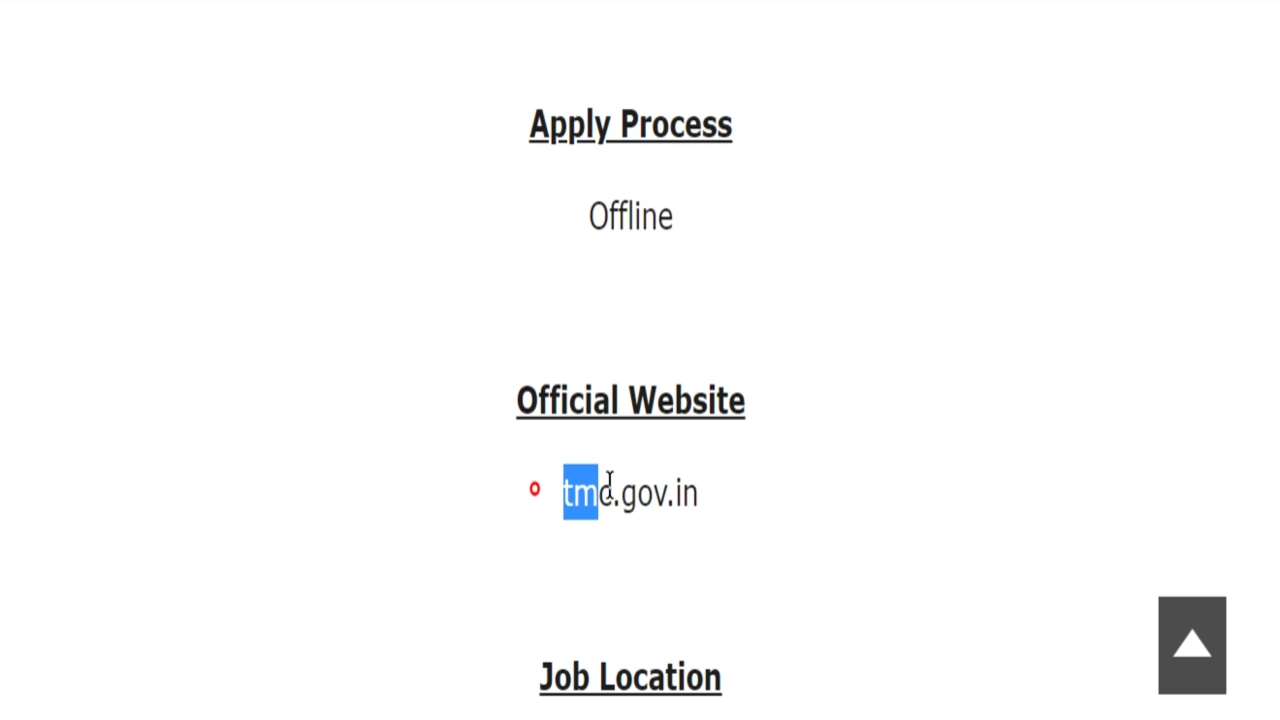 Apply Process
Offline
Official Website
tmc.gov.in
Job Location